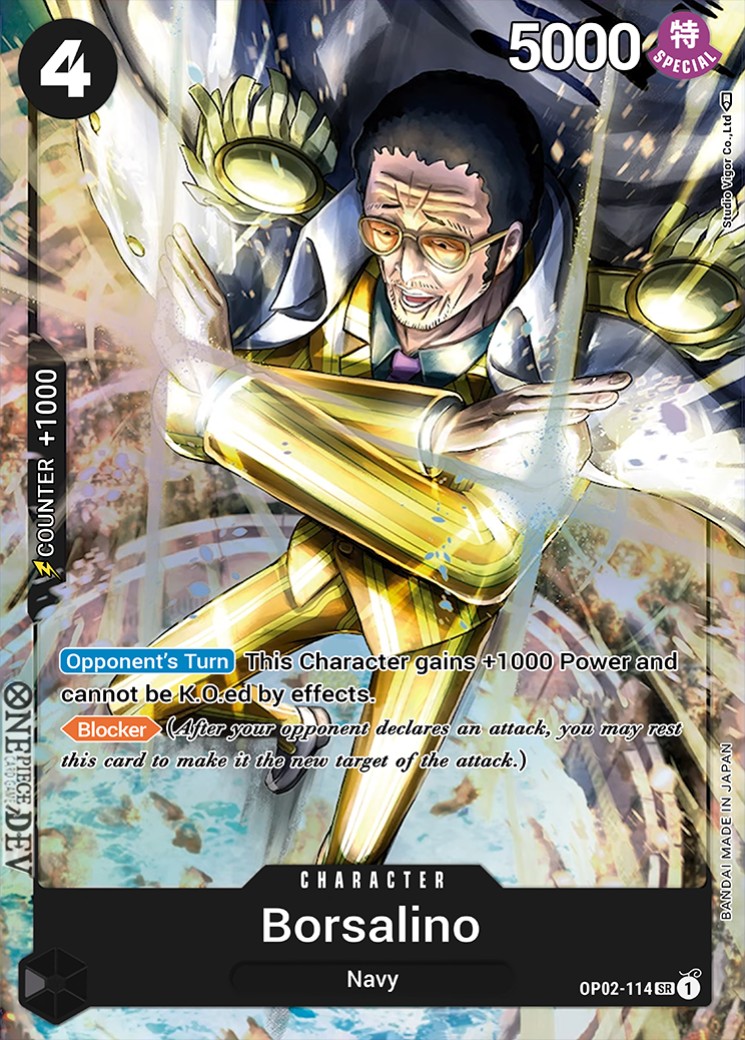 4
5000
特
SPECIAL
Studio Vigor Co.,Ltd
COUNTER +1000
Opponent's Turn This Character gains +1000 Power and
cannot be K.O.ed by effects.
Blocker (After your opponent declares an attack, you may rest
this card to make it the new target of the attack.)
ONE PIECE
CARD GAME
.DEV
BANDAI MADE IN JAPAN
CHARACTER
Borsalino
Navy
OP02-114 SR 1